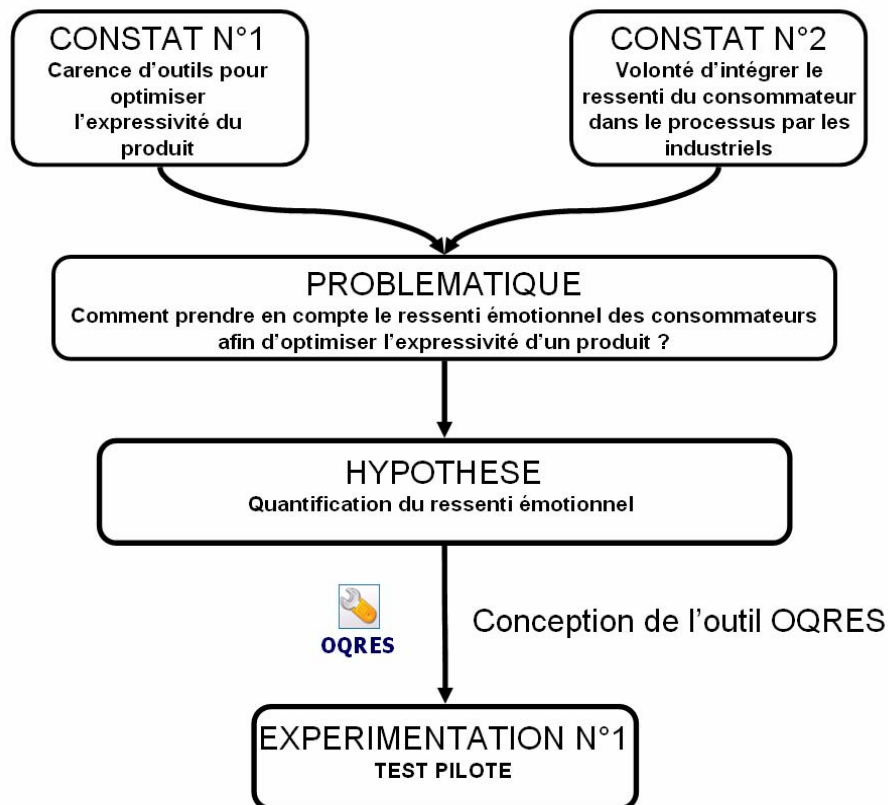 CONSTAT N°1
Carence d'outils pour
optimiser
l'expressivité du
produit
CONSTAT N°2
Volonté d'intégrer le
ressenti du consommateur
dans le processus par les
industriels
PROBLEMATIQUE
Comment prendre en compte le ressenti émotionnel des consommateurs
afin d'optimiser l'expressivité d'un produit ?
HYPOTHESE
Quantification du ressenti émotionnel
OQRES
Conception de l'outil OQRES
EXPERIMENTATION N°1
TEST PILOTE